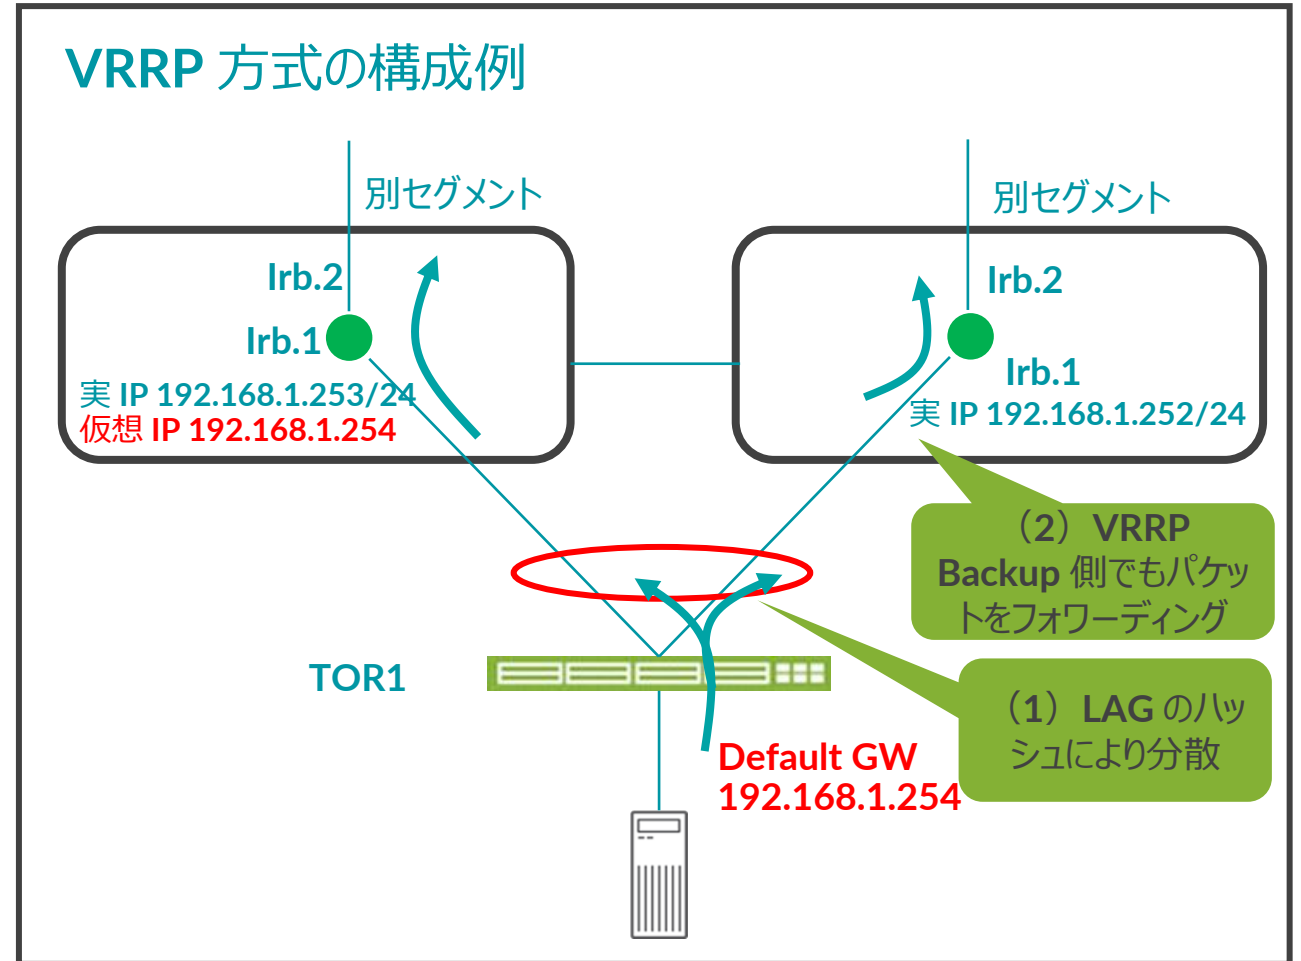 VRRP 方式の構成例
別セグメント
別セグメント
Irb.2
Irb.1
実 IP 192.168.1.253/24
仮想 IP 192.168.1.254
Irb.2
Irb.1
実 IP 192.168.1.252/24
（2）VRRP
Backup 側でもパケッ
トをフォワーディング
TOR1
（1）LAG のハッ
シュにより分散
Default GW
192.168.1.254